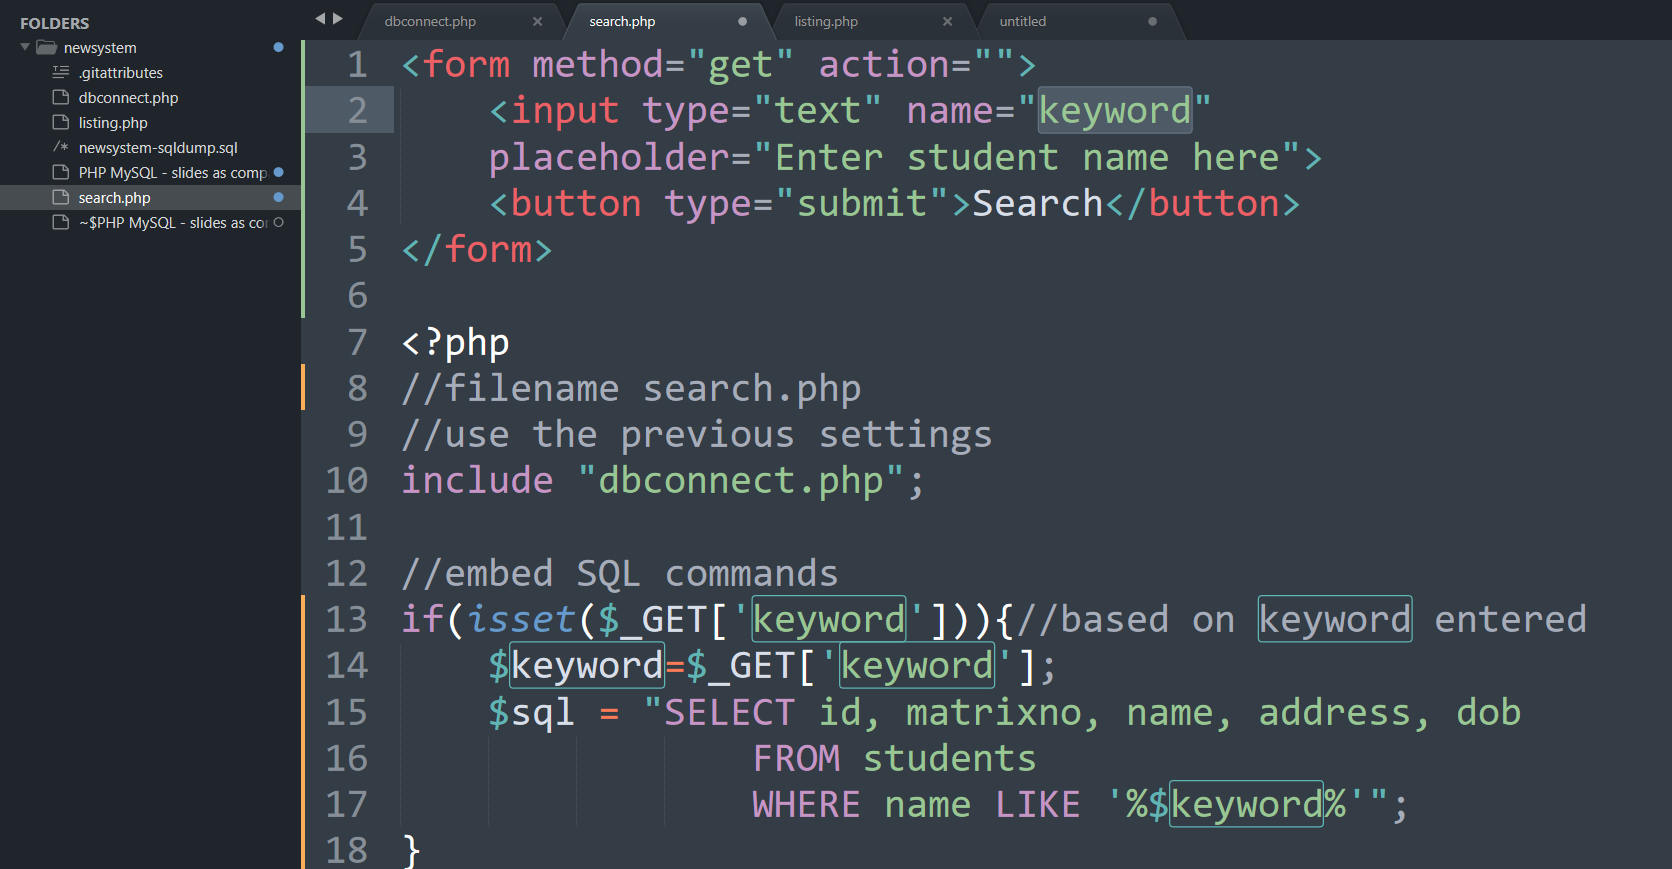 FOLDERS
newsystem
.gitattributes
dbconnect.php
listing.php
/* newsystem-sqldump.sql
PHP MySQL - slides as comp
search.php
~$PHP MySQL - slides as co
dbconnect.php ×
search.php
listing.php ×
untitled
1 <form method="get" action="">
2 <input type="text" name="keyword"
3 placeholder="Enter student name here">
4 <button type="submit">Search</button>
5 </form>
6
7 <?php
8 //filename search.php
9 //use the previous settings
10 include "dbconnect.php";
11
12 //embed SQL commands
13 if(isset($_GET['keyword'])){//based on keyword entered
14 $keyword=$_GET['keyword'];
15 $sql = "SELECT id, matrixno, name, address, dob
16 FROM students
17 WHERE name LIKE '%$keyword%'";
18 }